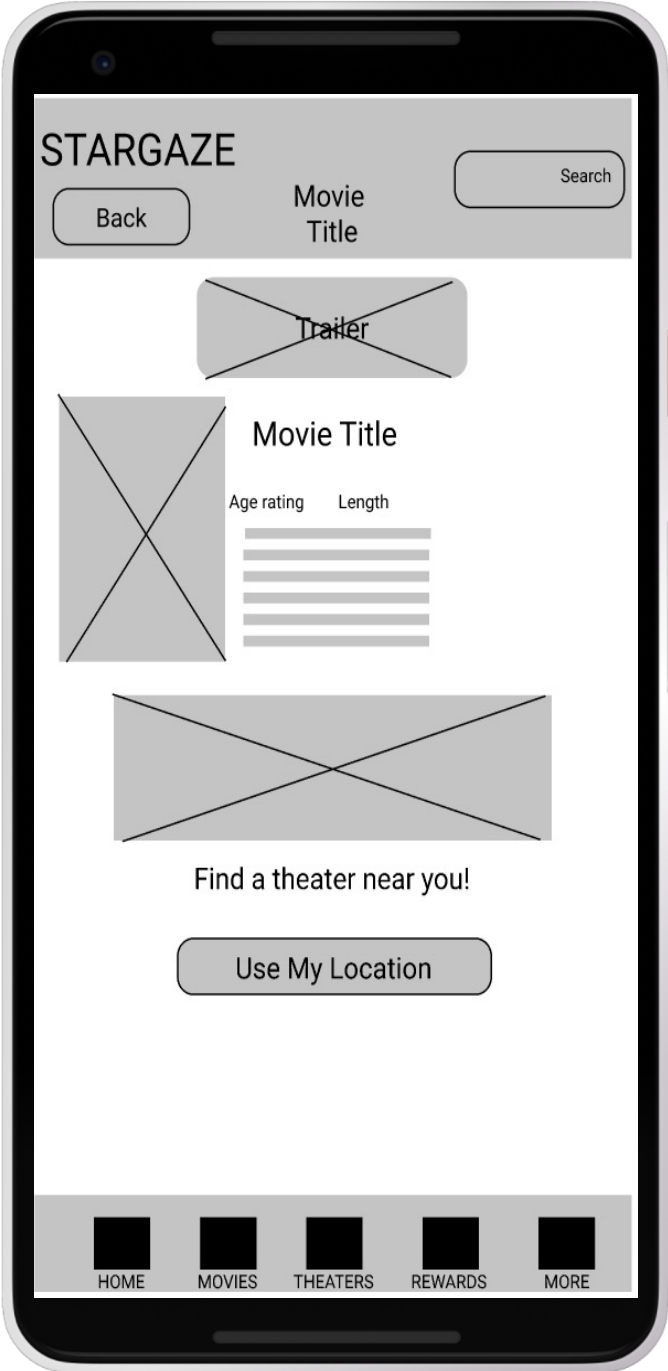 STARGAZE
Back
Movie
Title
Search
Trailer
Movie Title
Age rating Length
Find a theater near you!
Use My Location
HOME MOVIES THEATERS REWARDS MORE